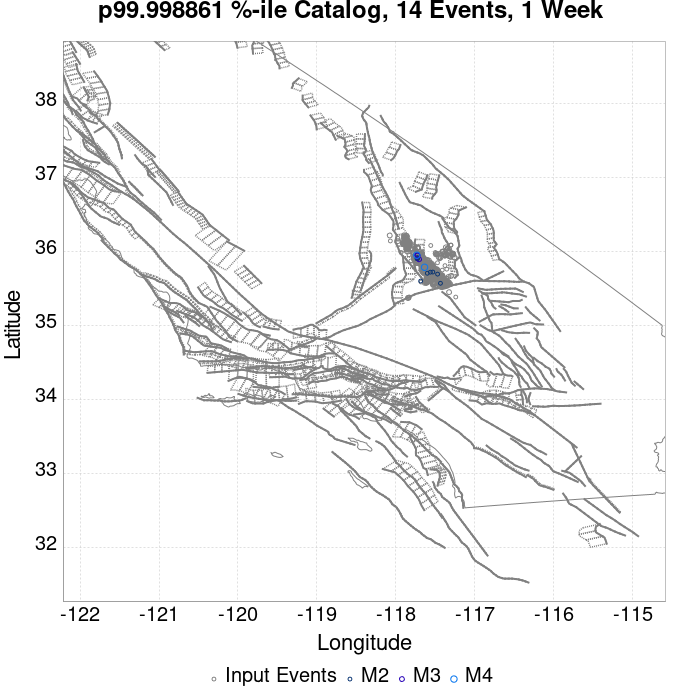 p99.998861 %-ile Catalog, 14 Events, 1 Week
38
37
36
35
34
33
32
Latitude
-122 -121 -120 -119 -118 -117 -116 -115
Longitude
Input Events M2 M3 M4